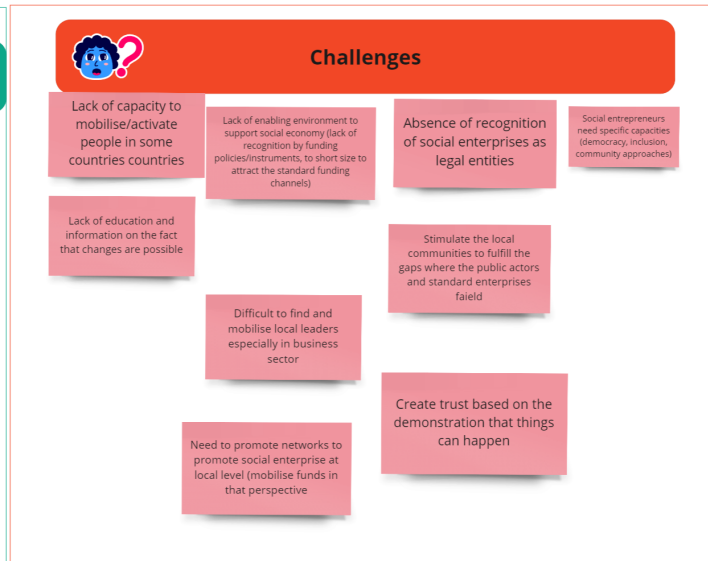 Challenges
Lack of capacity to
mobilise/activate
people in some
countries countries
Lack of enabling environment to
support social economy (lack of
recognition by funding
policies/instruments, to short size to
attract the standard funding
channels)
Absence of recognition
of social enterprises as
legal entities
Social entrepreneurs
need specific capacities
(democracy, inclusion,
community approaches)
Lack of education and
information on the fact
that changes are possible
Stimulate the local
communities to fulfill the
gaps where the public actors
and standard enterprises
faield
Difficult to find and
mobilise local leaders
especially in business
sector
Create trust based on the
demonstration that things
can happen
Need to promote networks to
promote social enterprise at
local level (mobilise funds in
that perspective